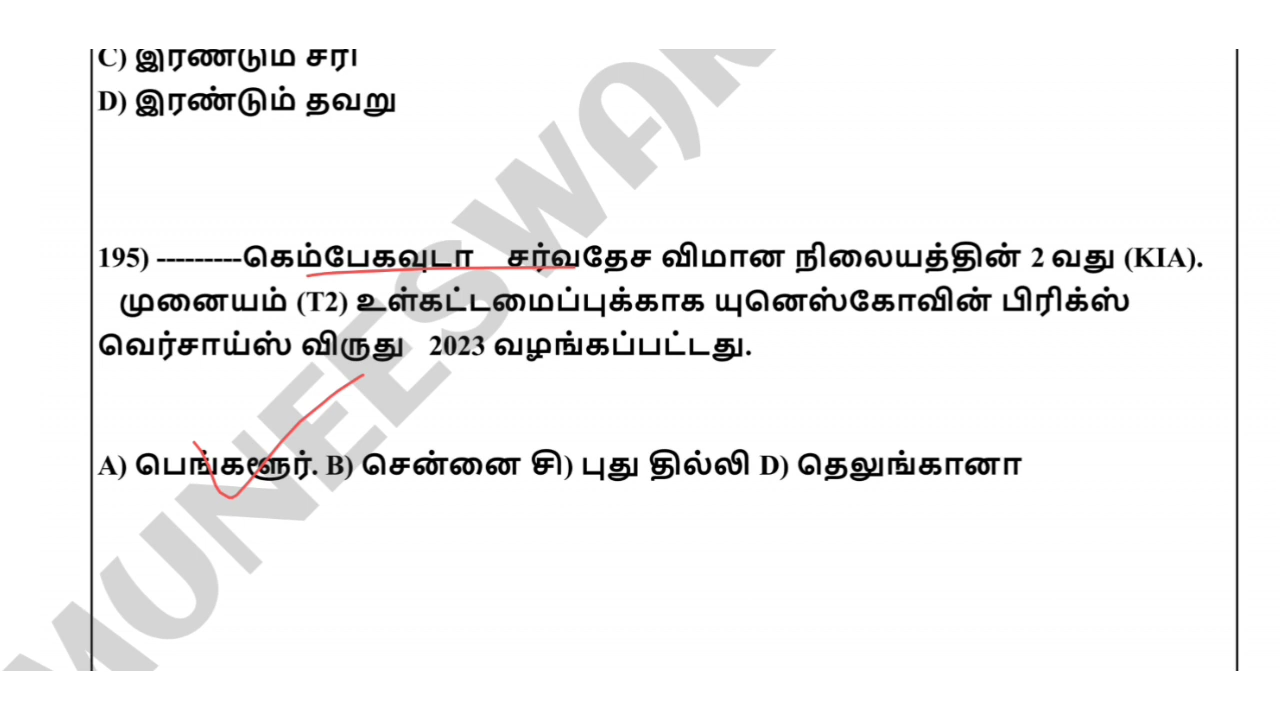 C) இரண்டும் சரி
D) இரண்டும் தவறு
195) ---------கெம்பேகவுடா சர்வதேச விமான நிலையத்தின் 2 வது (KIA).
முனையம் (T2) உள்கட்டமைப்புக்காக யுனெஸ்கோவின் பிரிக்ஸ்
வெர்சாய்ஸ் விருது 2023 வழங்கப்பட்டது.
A) பெங்களூர். B) சென்னை சி) புது தில்லி D) தெலுங்கானா